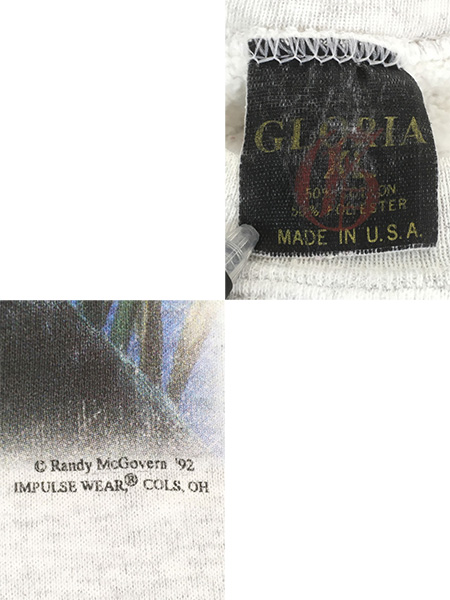 GLORIA
XL
50% COTTON
50% POLYESTER
MADE IN U.S.A.
© Randy McGovern '92
IMPULSE WEAR,® COLS, OH